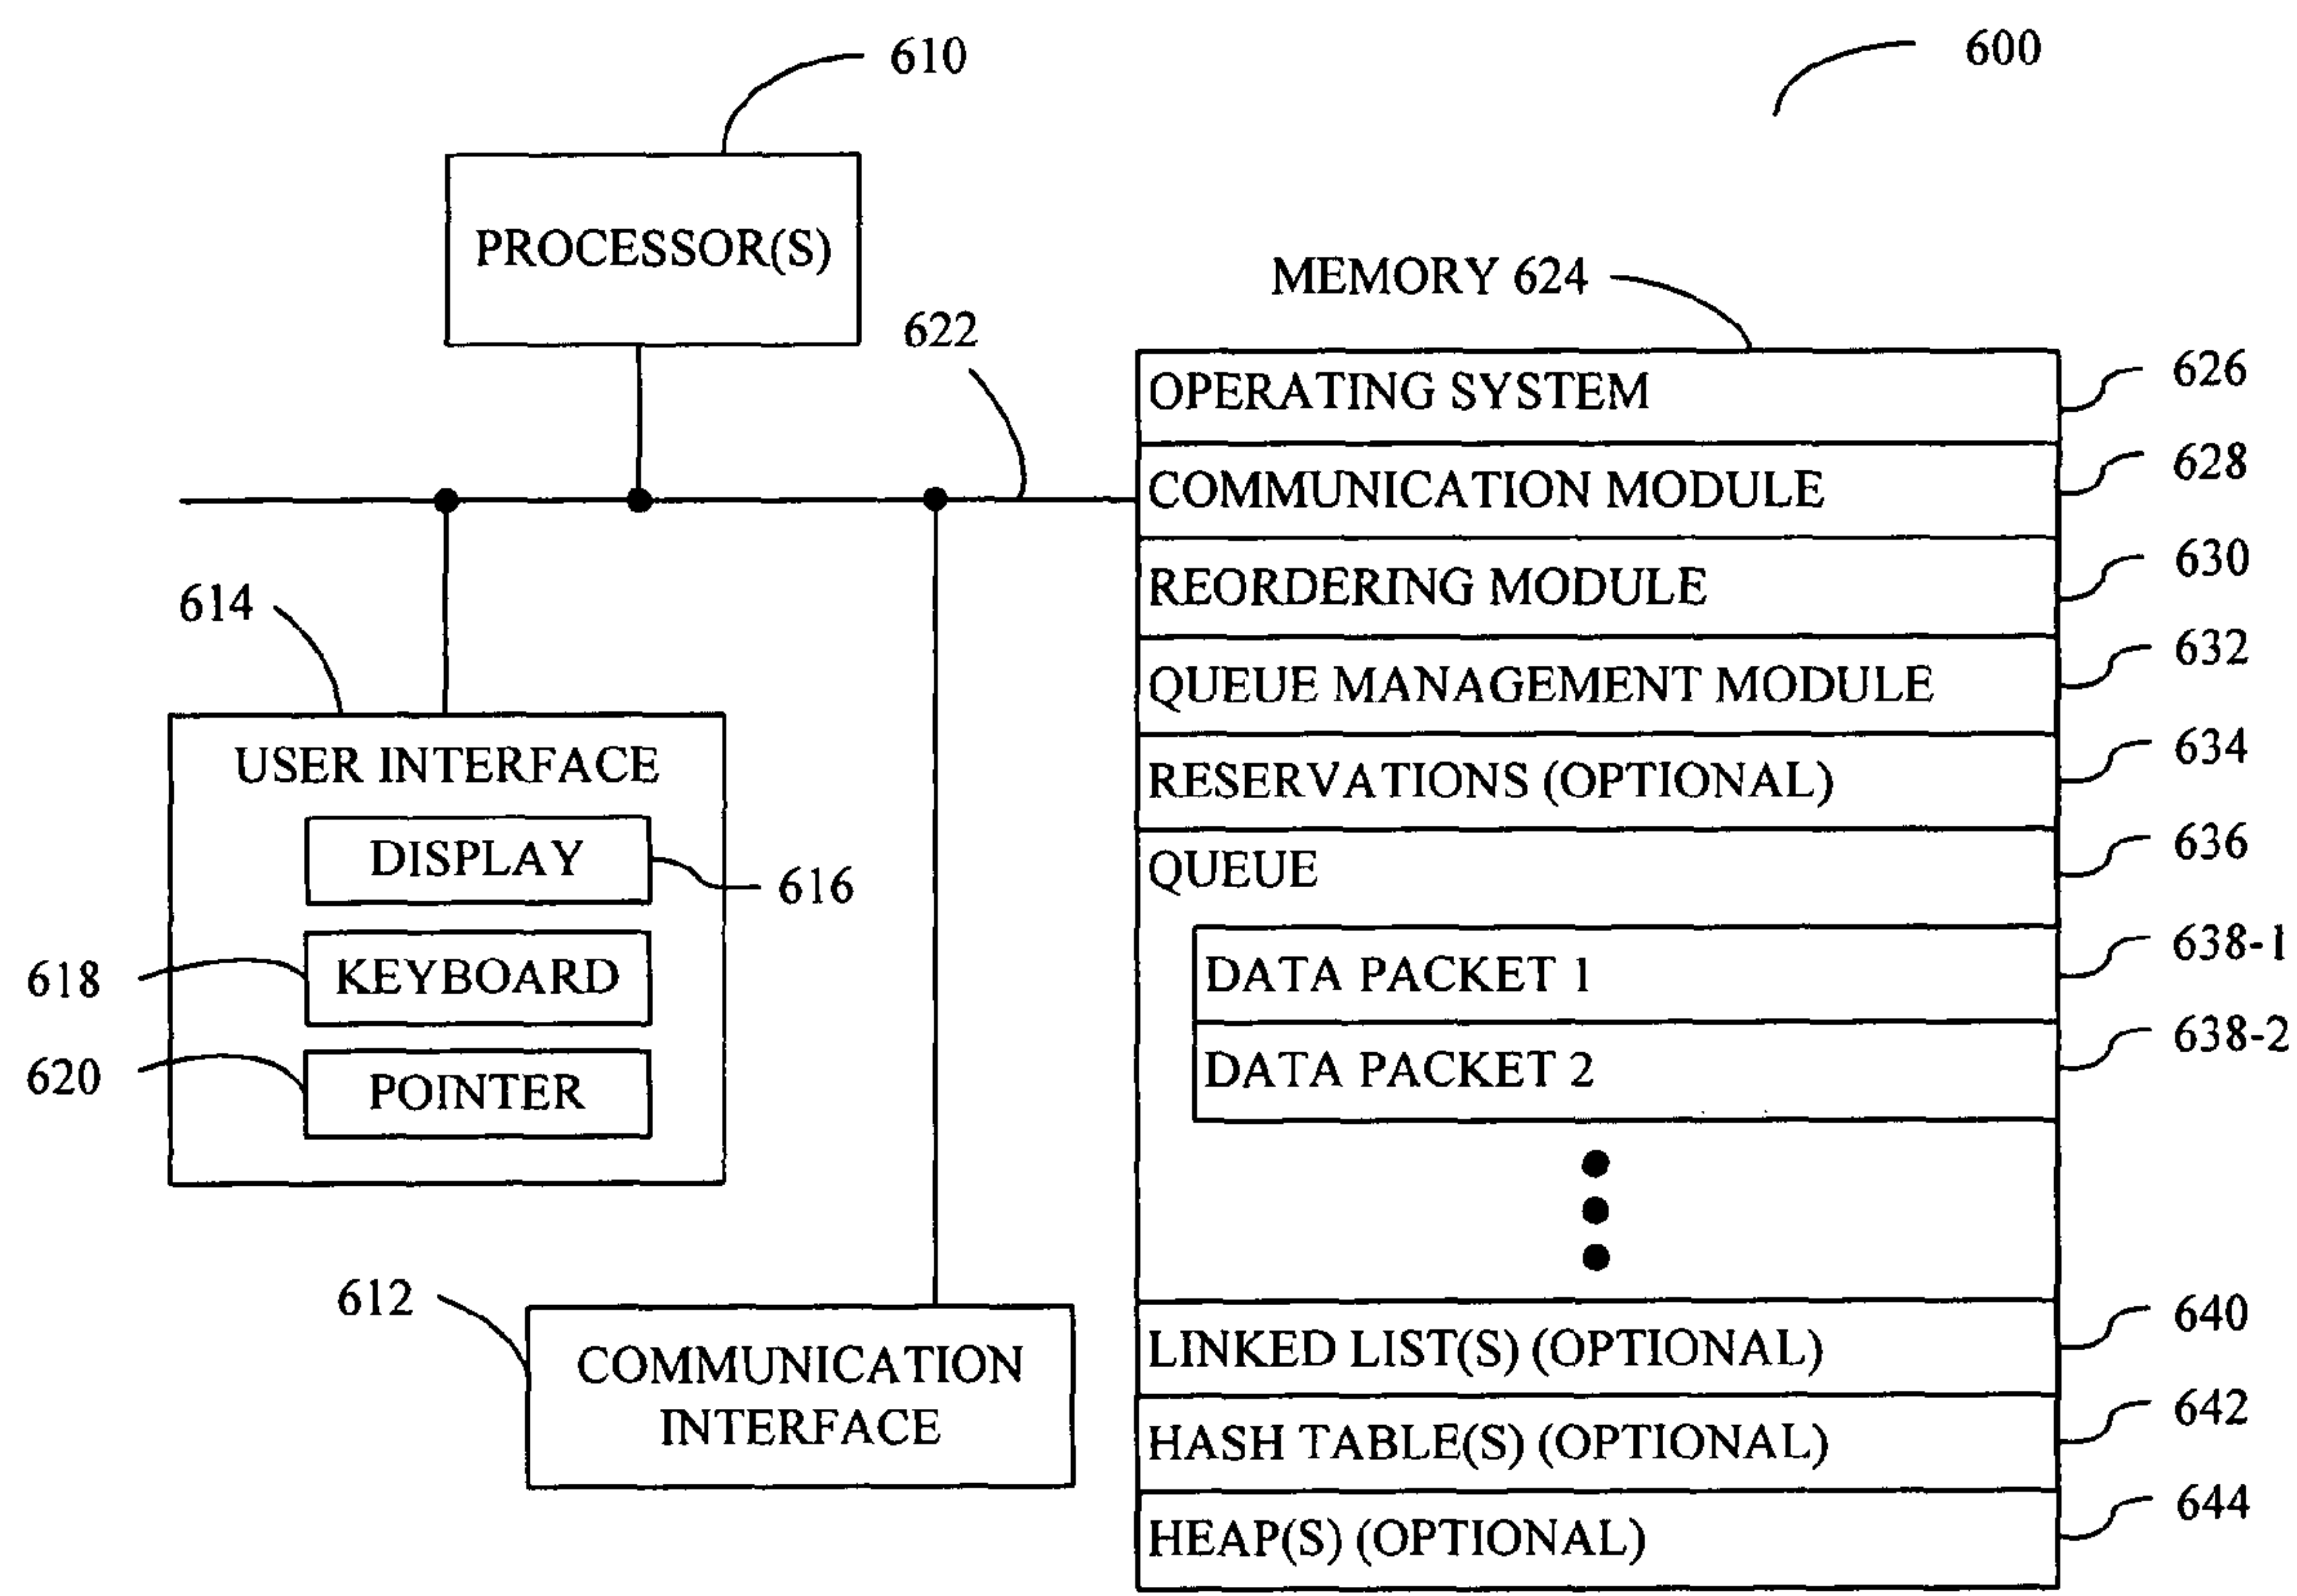 610
600
PROCESSOR(S)
622
MEMORY 624
OPERATING SYSTEM
626
COMMUNICATION MODULE
628
REORDERING MODULE
630
QUEUE MANAGEMENT MODULE
632
RESERVATIONS (OPTIONAL)
634
QUEUE
636
DATA PACKET 1
638-1
DATA PACKET 2
638-2
LINKED LIST(S) (OPTIONAL)
640
HASH TABLE(S) (OPTIONAL)
642
HEAP(S) (OPTIONAL)
644
614
USER INTERFACE
DISPLAY
616
618
KEYBOARD
620
POINTER
612
COMMUNICATION
INTERFACE